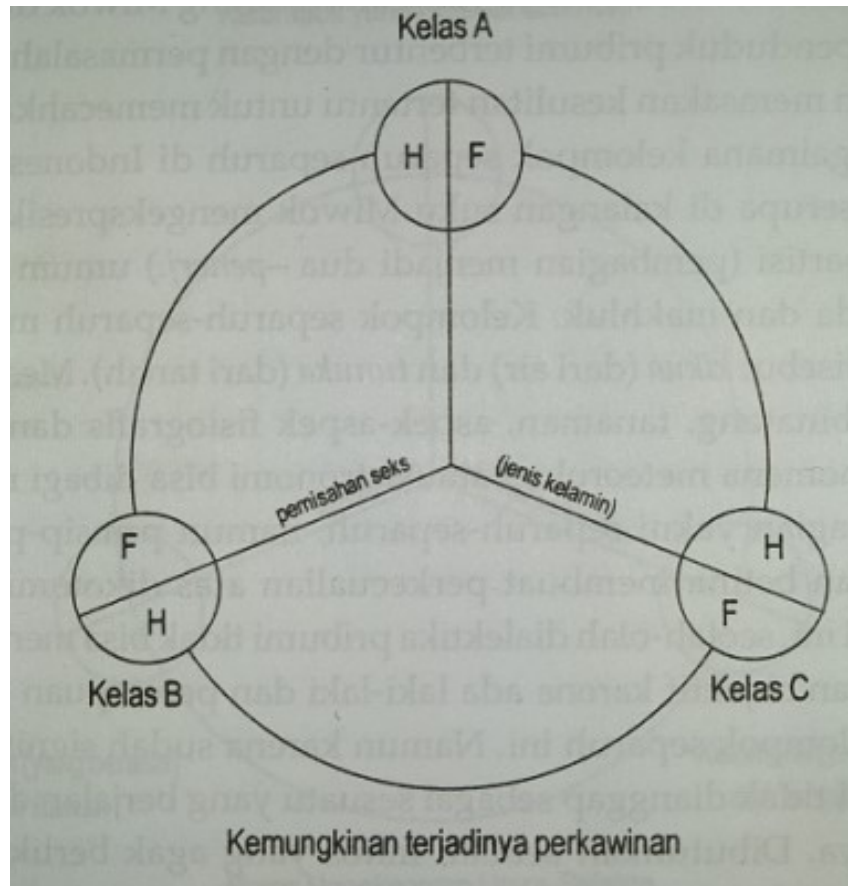 Kelas A
H F
pemisahan seks
(jenis kelamin)
F
H
H
F
Kelas B
Kelas C
Kemungkinan terjadinya perkawinan